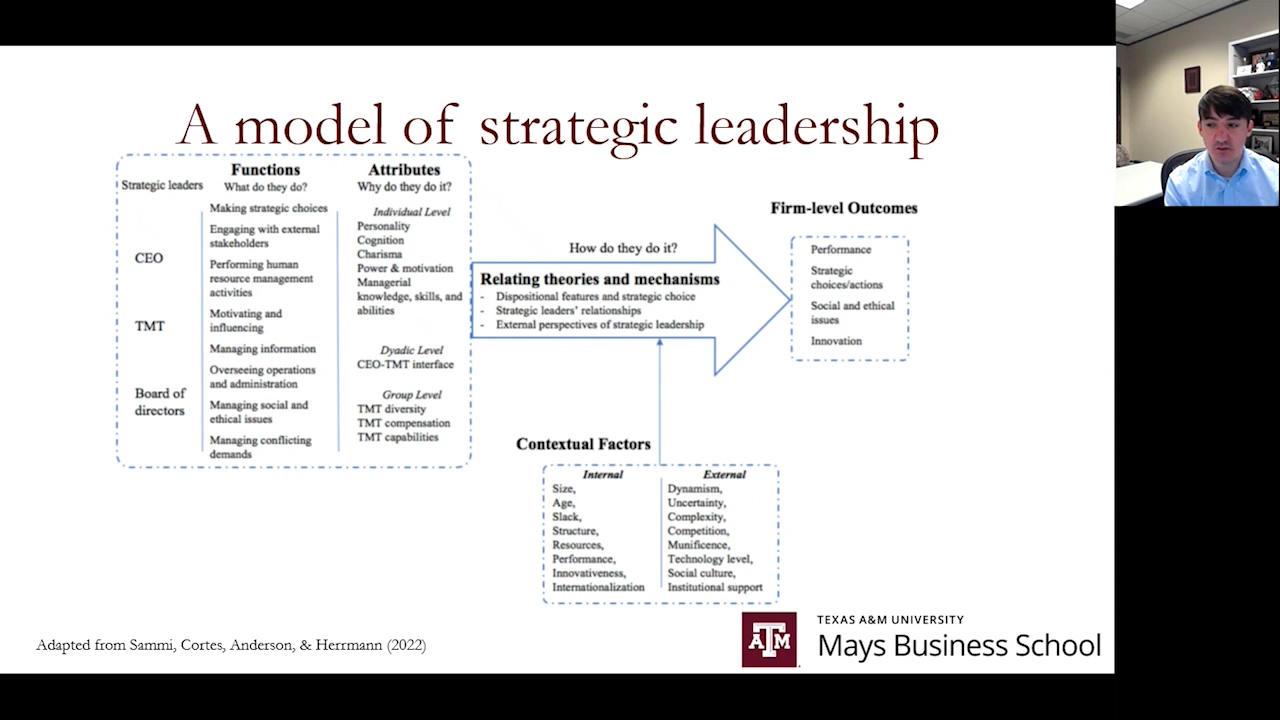 A model of strategic leadership
Strategic leaders
CEO
TMT
Board of
directors
Functions
What do they do?
Making strategic choices
Engaging with external
stakeholders
Performing human
resource management
activities
Motivating and
influencing
Managing information
Overseeing operations
and administration
Managing social and
ethical issues
Managing conflicting
demands
Attributes
Why do they do it?
Individual Level
Personality
Cognition
Charisma
Power & motivation
Managerial
knowledge, skills, and
abilities
Dyadic Level
CEO-TMT interface
Group Level
TMT diversity
TMT compensation
TMT capabilities
How do they do it?
Relating theories and mechanisms
- Dispositional features and strategic choice
- Strategic leaders' relationships
- External perspectives of strategic leadership
Firm-level Outcomes
Performance
Strategic
choices/actions
Social and ethical
issues
Innovation
Contextual Factors
Internal
Size,
Age,
Slack,
Structure,
Resources,
Performance,
Innovativeness,
Internationalization
External
Dynamism,
Uncertainty,
Complexity,
Competition,
Munificence,
Technology level,
Social culture,
Institutional support
Adapted from Sammi, Cortes, Anderson, & Herrmann (2022)
ATM
TEXAS A&M UNIVERSITY
Mays Business School